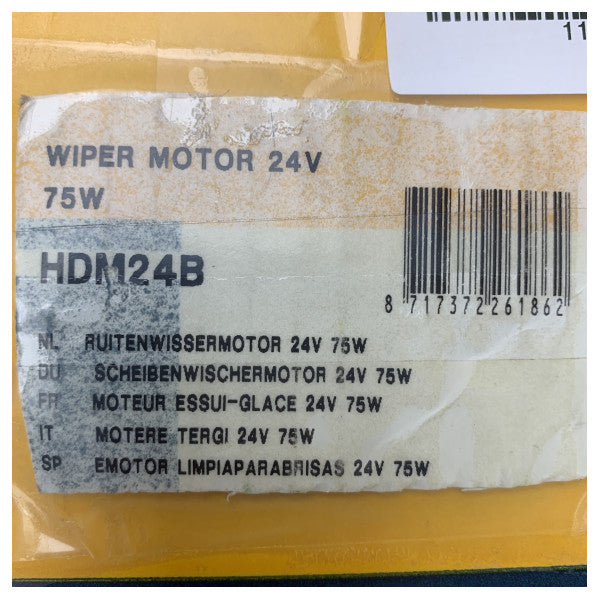 11
WIPER MOTOR 24V
75W
HDM24B
8 717372 261862
NL RUITENWISSERMOTOR 24V 75W
DU SCHEIBENWISCHERMOTOR 24V 75W
FR MOTEUR ESSUI-GLACE 24V 75W
IT MOTERE TERGI 24V 75W
SP EMOTOR LIMPIAPARABRISAS 24V 75W